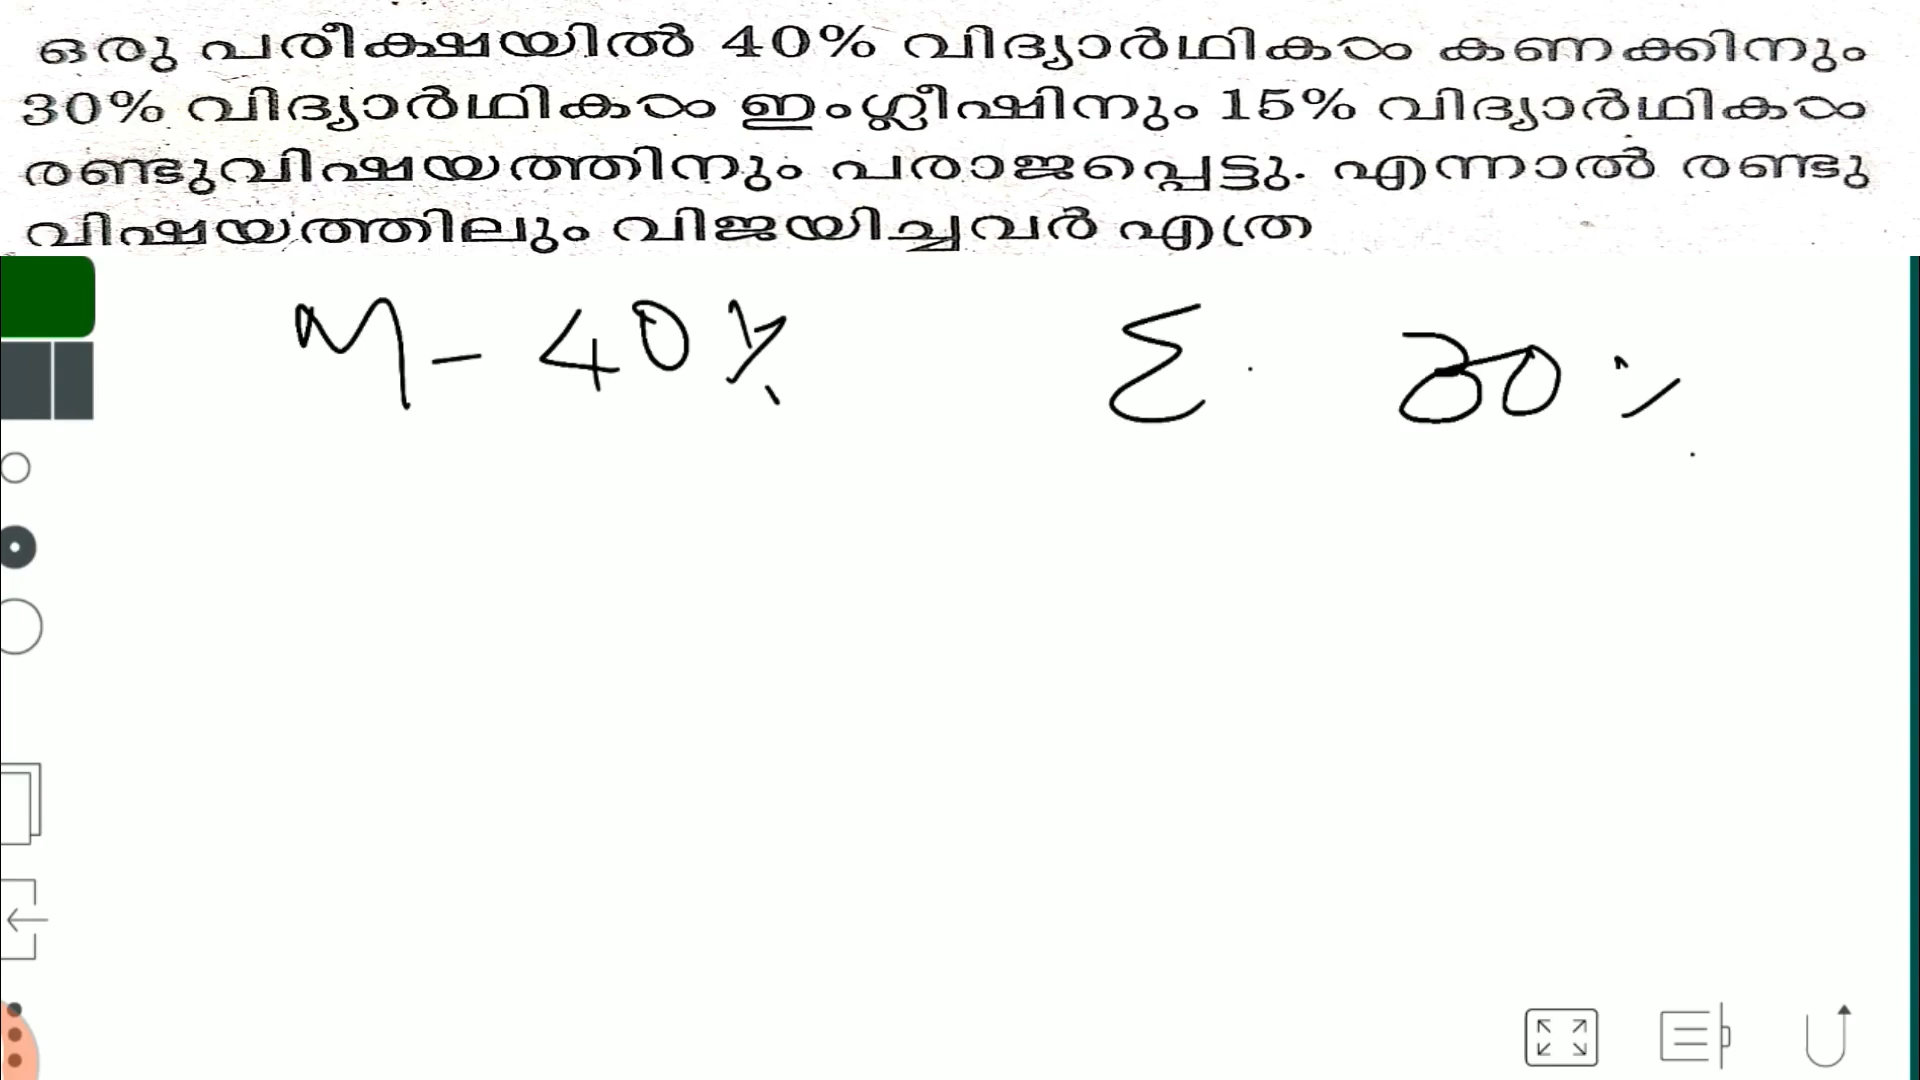 ഒരു പരീക്ഷയിൽ 40% വിദ്യാർഥികൾ കണക്കിനും
30% വിദ്യാർഥികൾ ഇംഗ്ലീഷിനും 15% വിദ്യാർഥികൾ
രണ്ടുവിഷയത്തിനും പരാജപ്പെട്ടു. എന്നാൽ രണ്ടു
വിഷയത്തിലും വിജയിച്ചവർ എത്ര
M - 40% E 30%